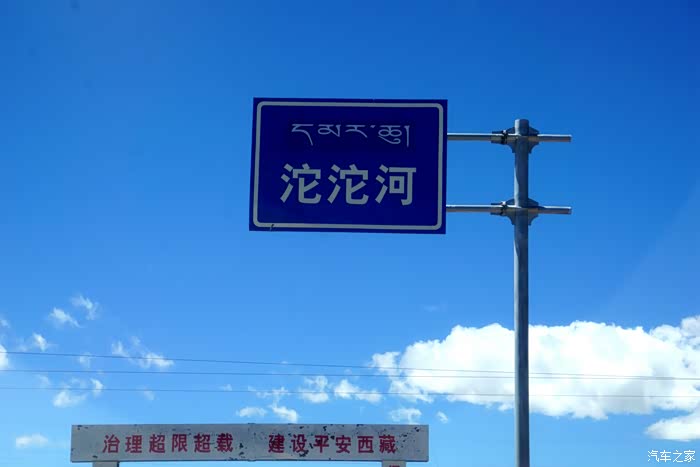 དམར་ཆུ།
沱沱河
治理超限超载 建设平安西藏
汽车之家